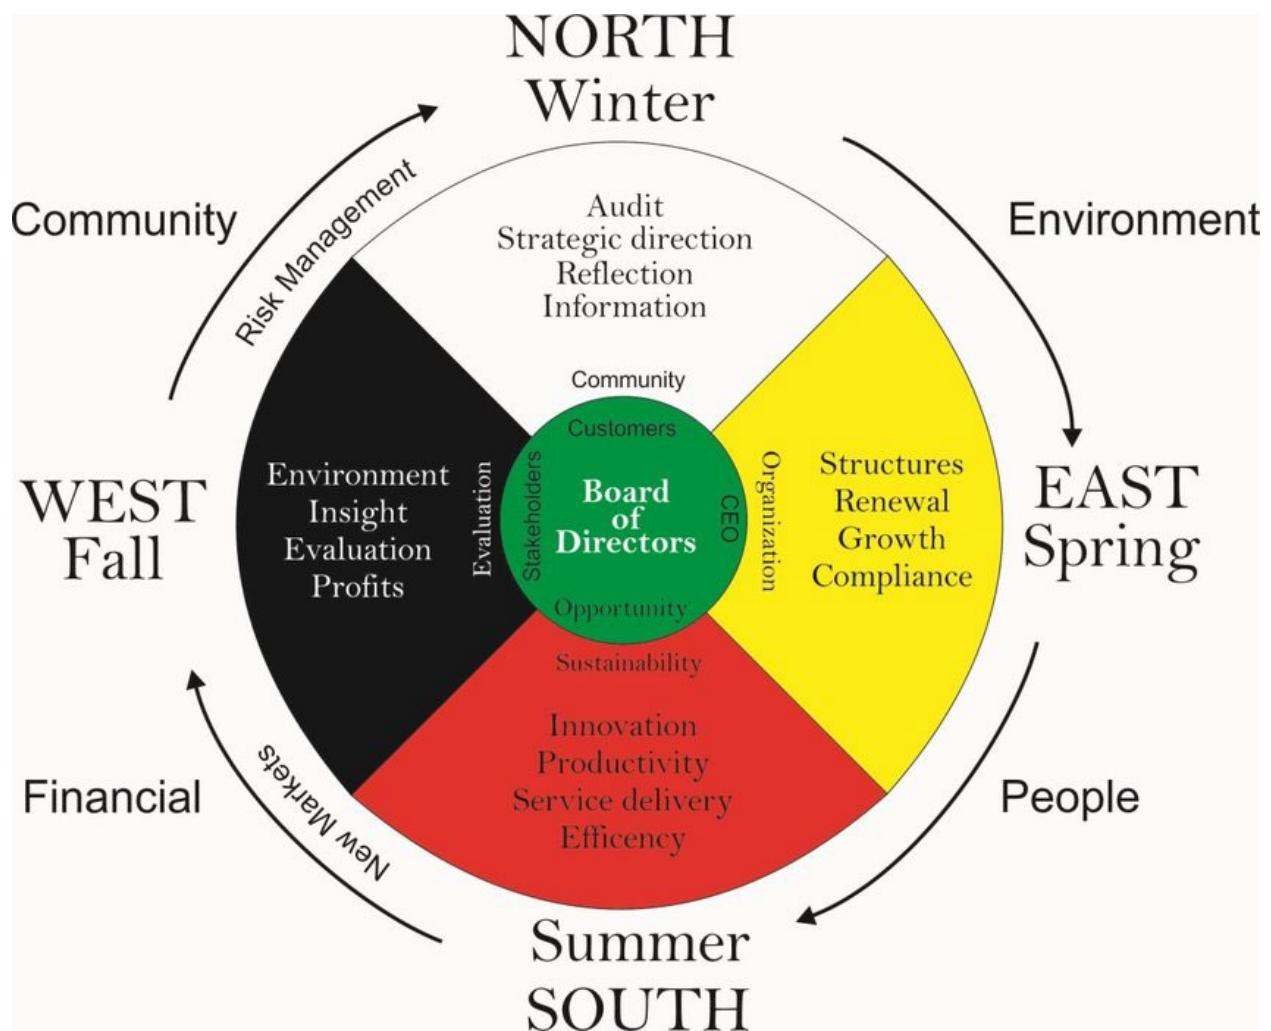 NORTH
Winter
Community
Risk Management
Environment
Audit
Strategic direction
Reflection
Information
Community
Customers
WEST
Fall
Environment
Insight
Evaluation
Profits
Evaluation
Stakeholders
Board
of
Directors
CEO
Organization
Structures
Renewal
Growth
Compliance
EAST
Spring
Opportunity
Sustainability
Innovation
Productivity
Service delivery
Efficency
Financial
New Markets
People
Summer
SOUTH